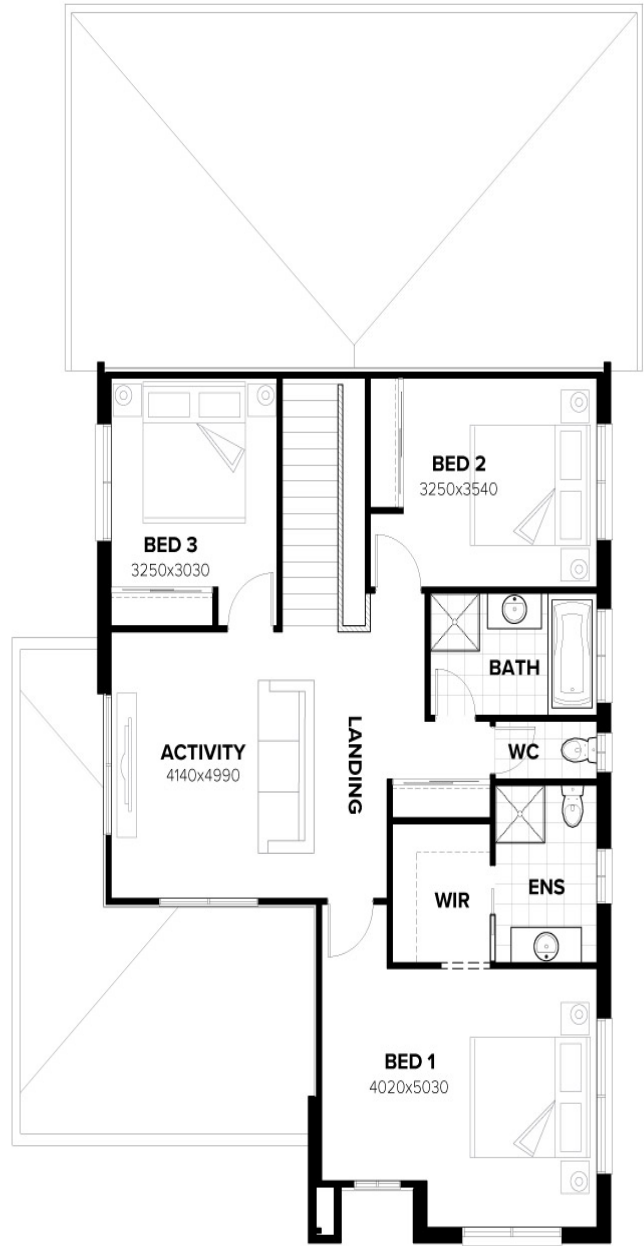 BED 2
3250x3540
BED 3
3250x3030
BATH
ACTIVITY
4140x4990
LANDING
WC
WIR
ENS
BED 1
4020x5030